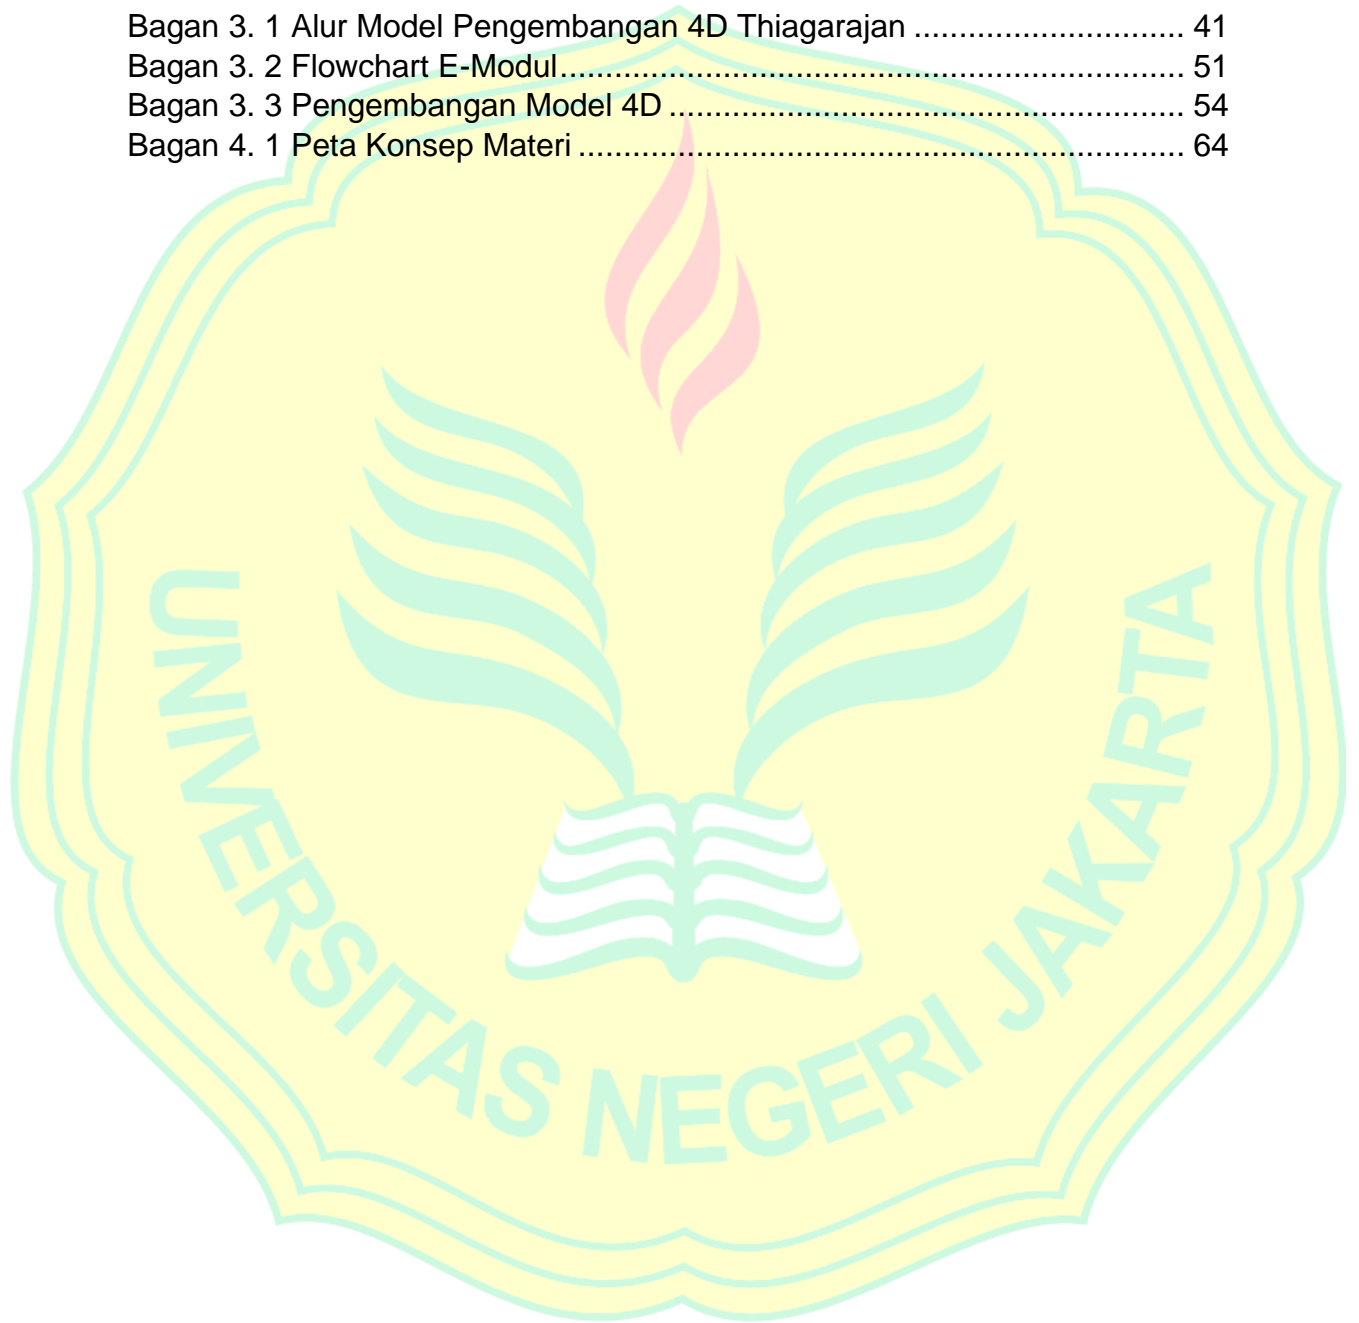 Bagan 3. 1 Alur Model Pengembangan 4D Thiagarajan .............................. 41
Bagan 3. 2 Flowchart E-Modul...................................................................... 51
Bagan 3. 3 Pengembangan Model 4D .......................................................... 54
Bagan 4. 1 Peta Konsep Materi .................................................................... 64
UNIVERSITAS NEGERI JAKARTA